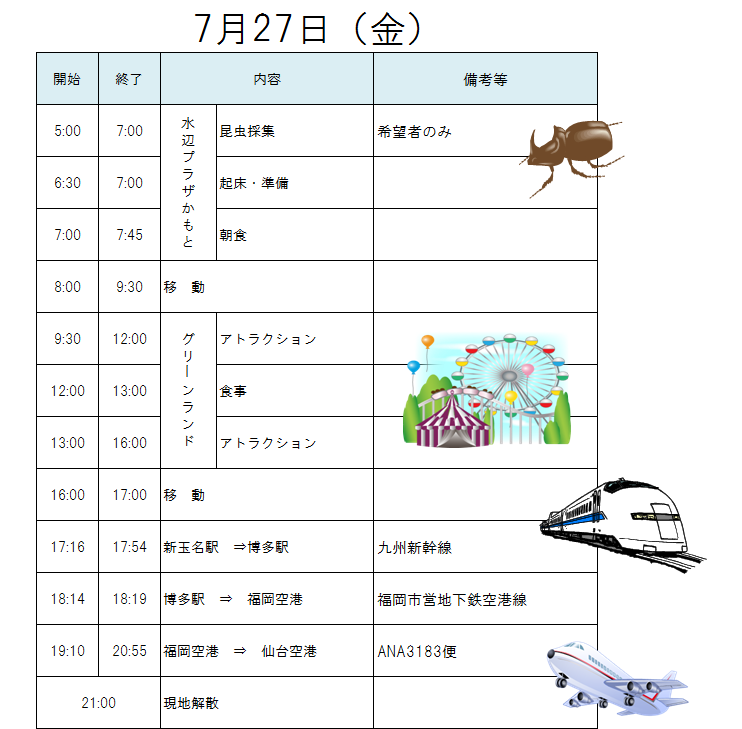 7月27日（金）
開始 終了 内容 備考等
水辺プラザかもと
5:00 7:00 昆虫採集 希望者のみ
6:30 7:00 起床・準備
7:00 7:45 朝食
8:00 9:30 移　動
グリーンランド
9:30 12:00 アトラクション
12:00 13:00 食事
13:00 16:00 アトラクション
16:00 17:00 移　動
17:16 17:54 新玉名駅　⇒博多駅 九州新幹線
18:14 18:19 博多駅　⇒　福岡空港 福岡市営地下鉄空港線
19:10 20:55 福岡空港　⇒　仙台空港 ANA3183便
21:00 現地解散